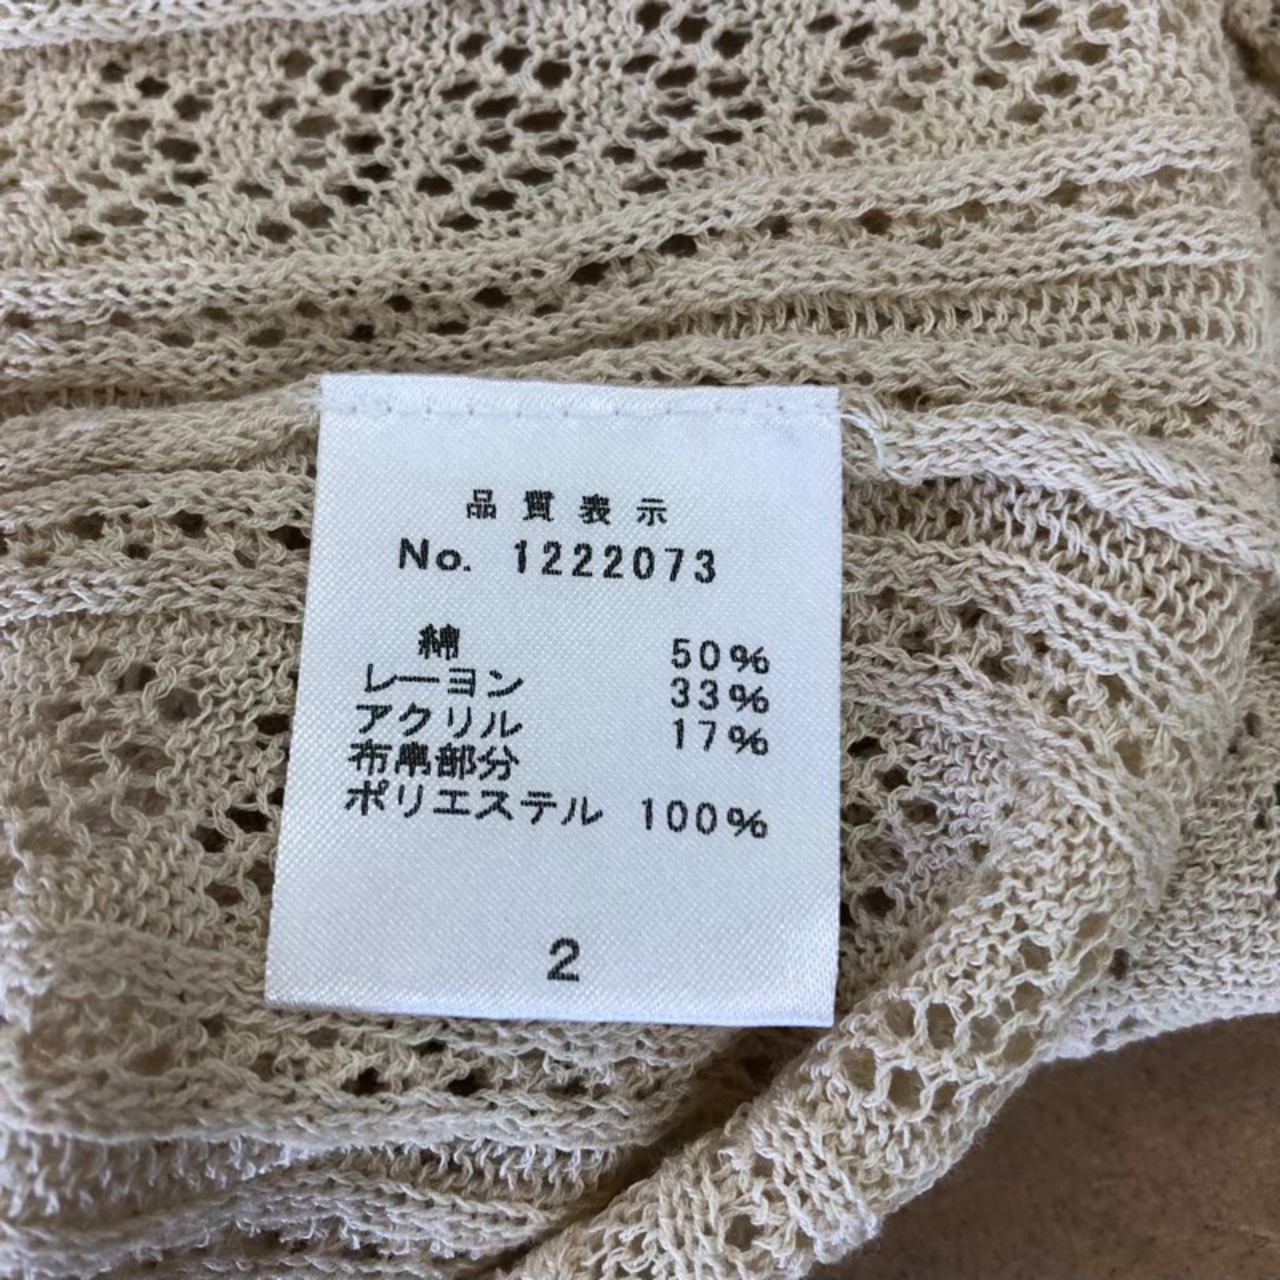 品質表示
No. 1222073
綿 50%
レーヨン 33%
アクリル 17%
布帛部分
ポリエステル 100%
2